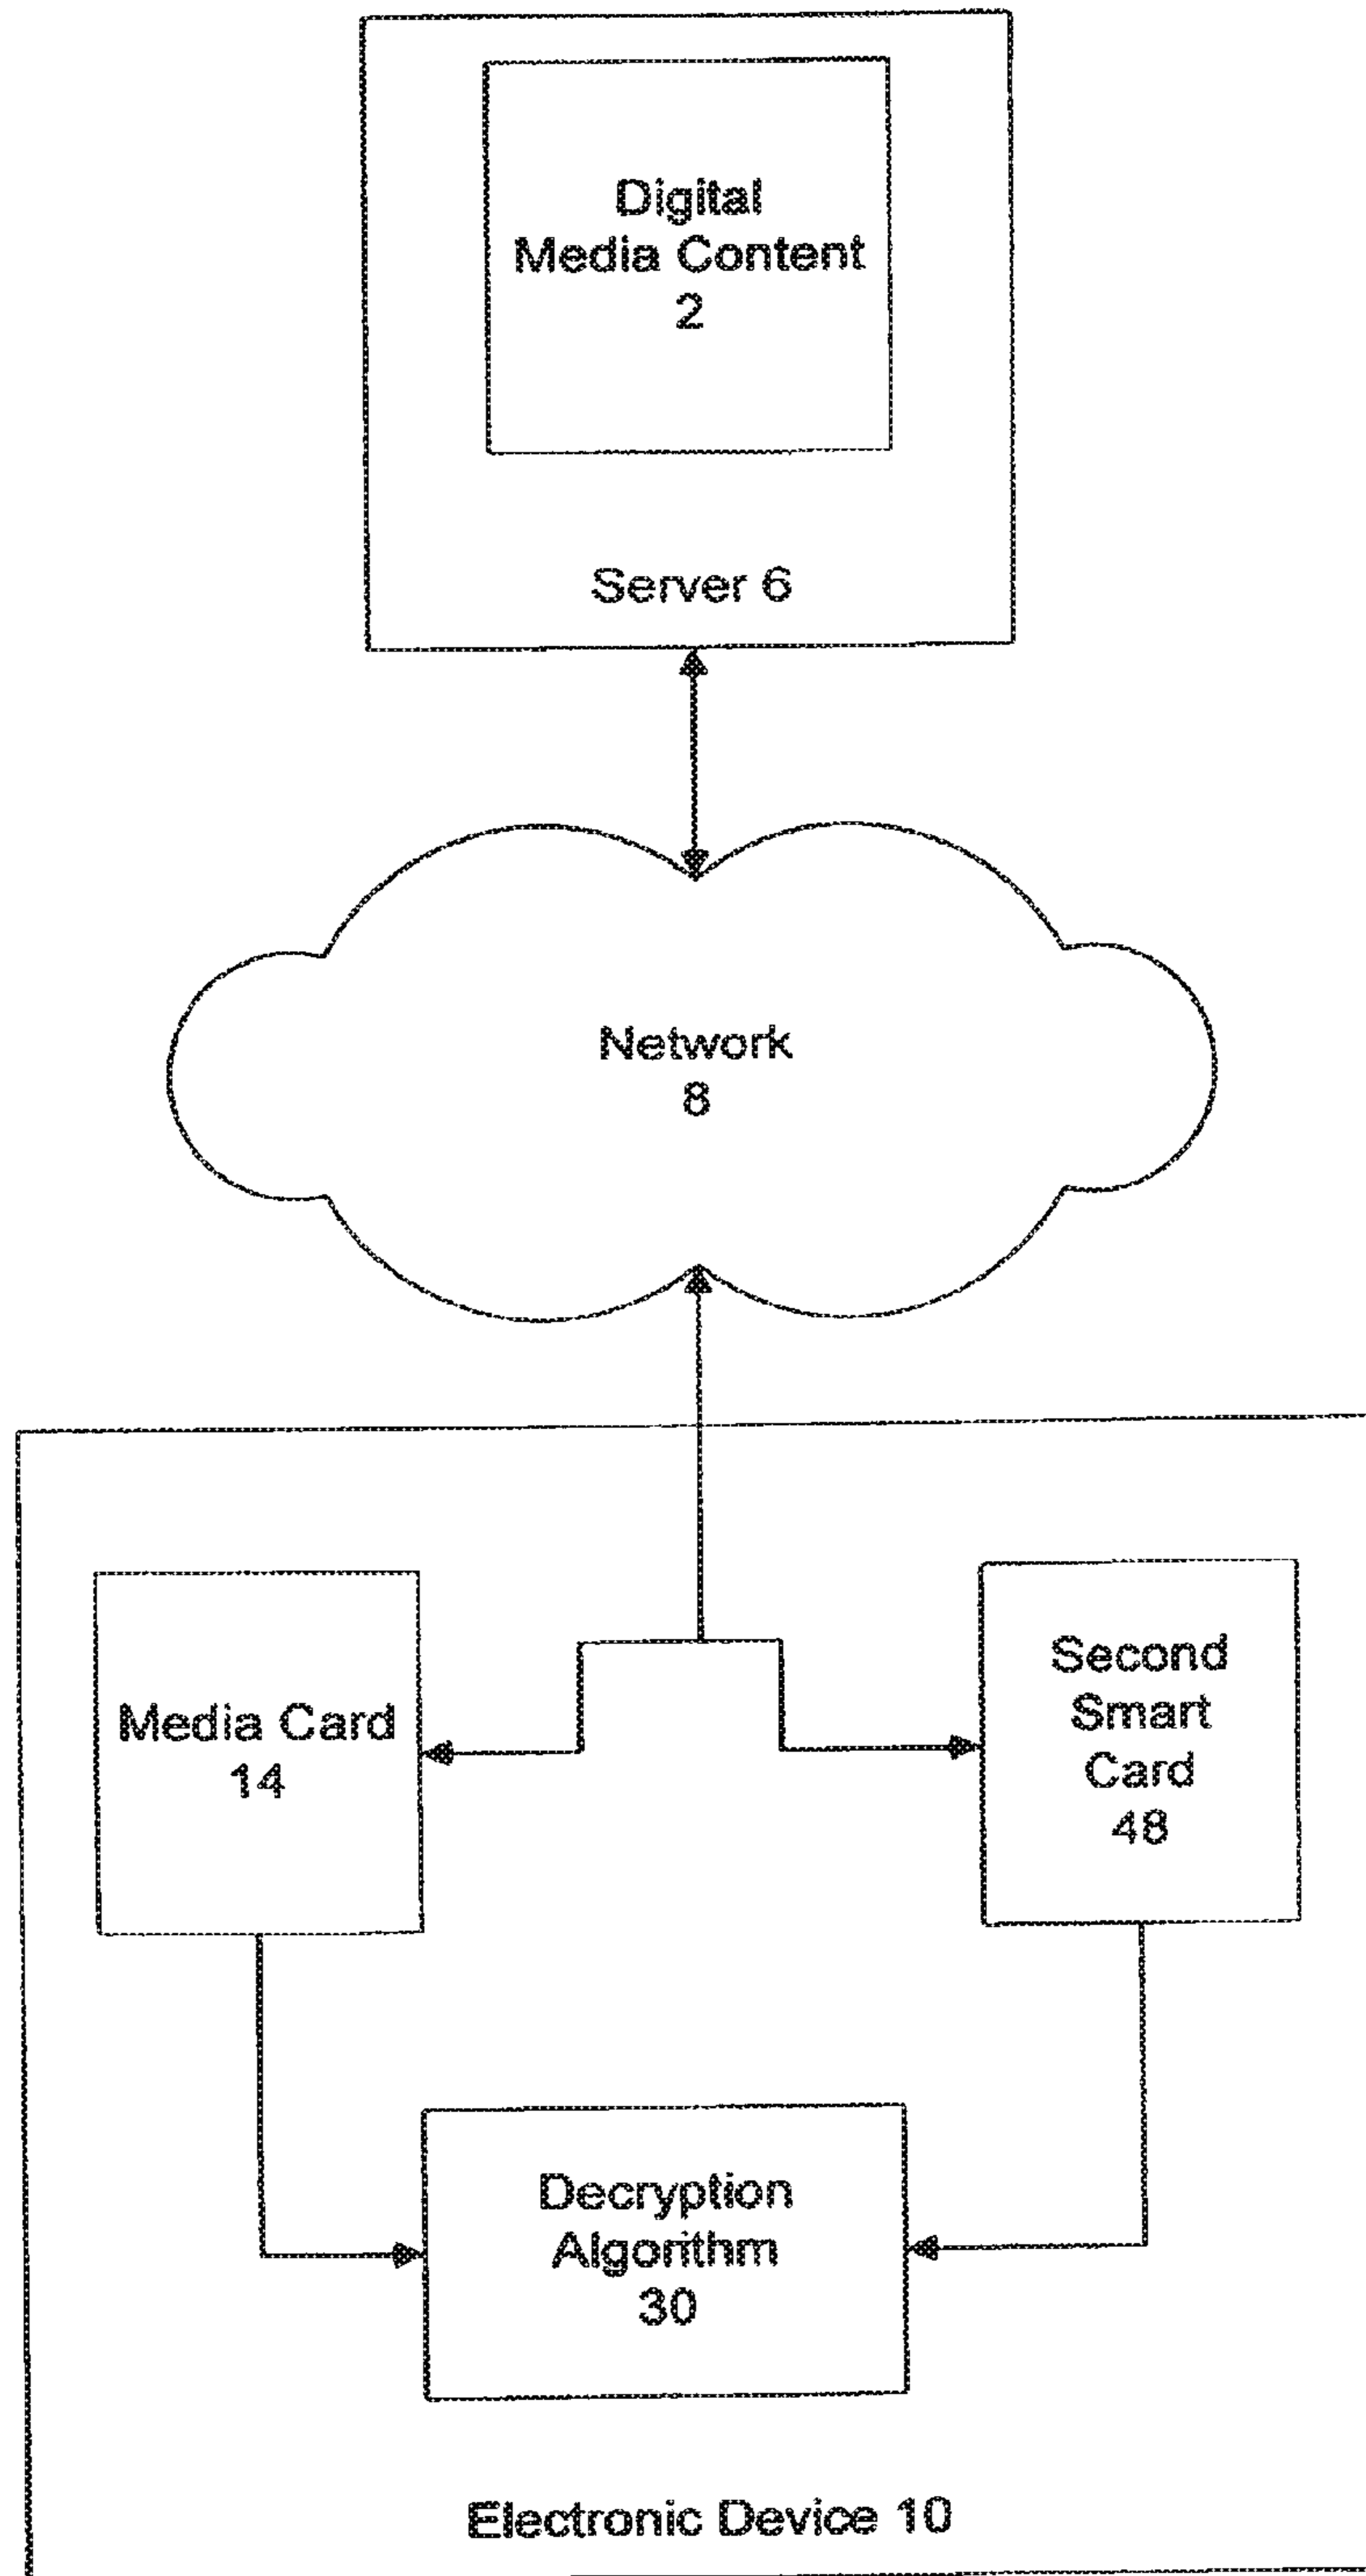 Digital
Media Content
2
Server 6
Network
8
Media Card
14
Second
Smart
Card
48
Decryption
Algorithm
30
Electronic Device 10